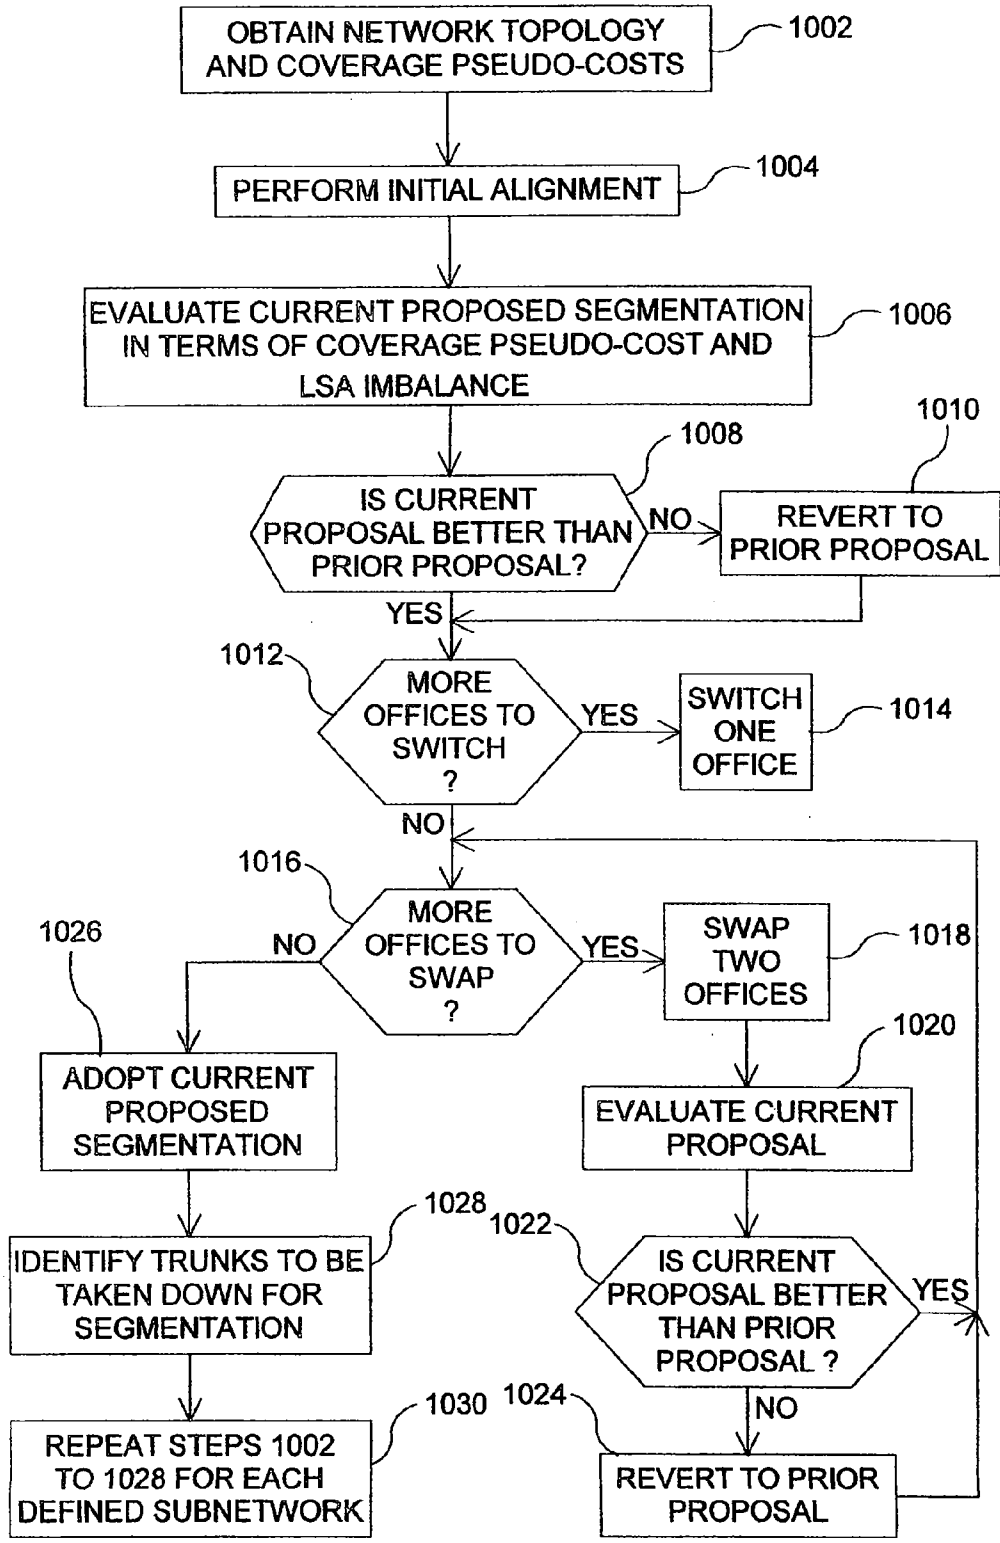 OBTAIN NETWORK TOPOLOGY
AND COVERAGE PSEUDO-COSTS
1002
PERFORM INITIAL ALIGNMENT
1004
EVALUATE CURRENT PROPOSED SEGMENTATION
IN TERMS OF COVERAGE PSEUDO-COST AND
LSA IMBALANCE
1006
1008
IS CURRENT
PROPOSAL BETTER THAN
PRIOR PROPOSAL?
NO
1010
REVERT TO
PRIOR PROPOSAL
YES
1012
MORE
OFFICES TO
SWITCH
?
YES
SWITCH
ONE
OFFICE
1014
NO
1016
MORE
OFFICES TO
SWAP
?
NO
YES
SWAP
TWO
OFFICES
1018
1026
ADOPT CURRENT
PROPOSED
SEGMENTATION
1020
EVALUATE CURRENT
PROPOSAL
1028
IDENTIFY TRUNKS TO BE
TAKEN DOWN FOR
SEGMENTATION
1022
IS CURRENT
PROPOSAL BETTER
THAN PRIOR
PROPOSAL ?
YES
NO
1030
REPEAT STEPS 1002
TO 1028 FOR EACH
DEFINED SUBNETWORK
1024
REVERT TO PRIOR
PROPOSAL